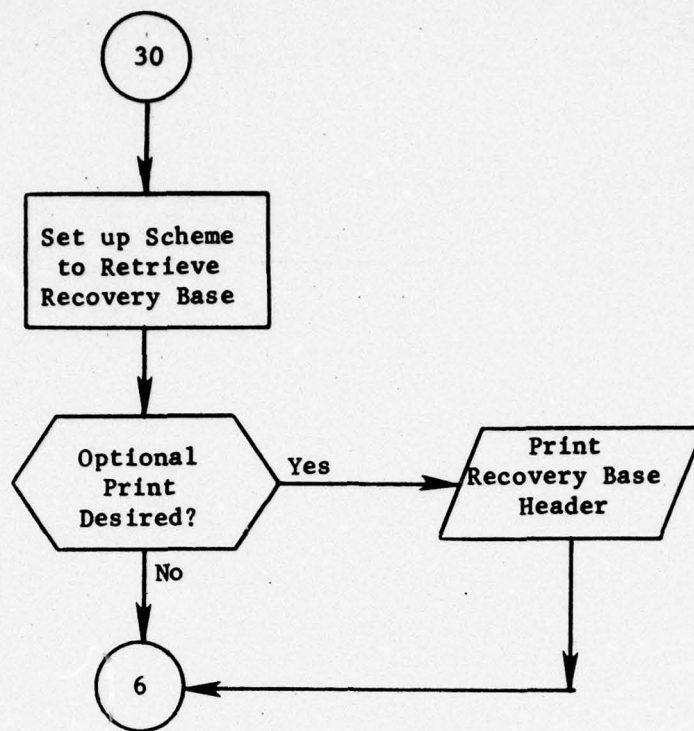 30
Set up Scheme
to Retrieve
Recovery Base
Optional
Print
Desired?
Yes
Print
Recovery Base
Header
No
6